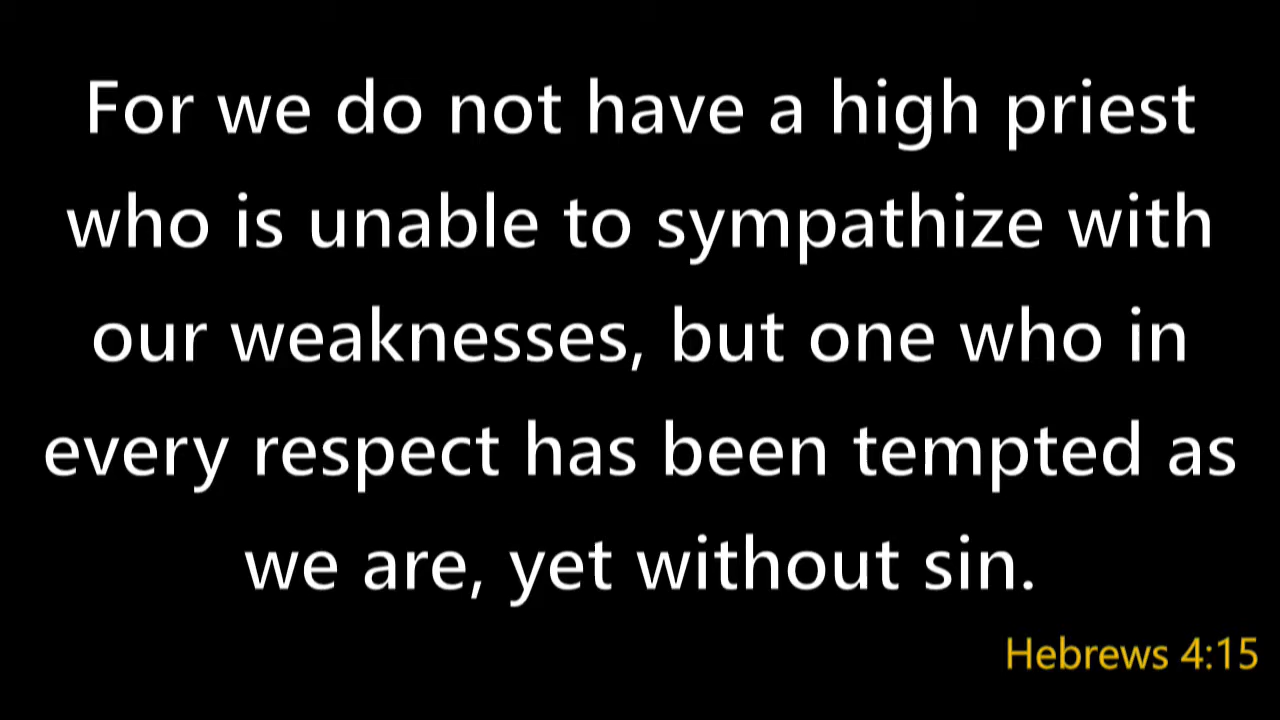 For we do not have a high priest
who is unable to sympathize with
our weaknesses, but one who in
every respect has been tempted as
we are, yet without sin.
Hebrews 4:15